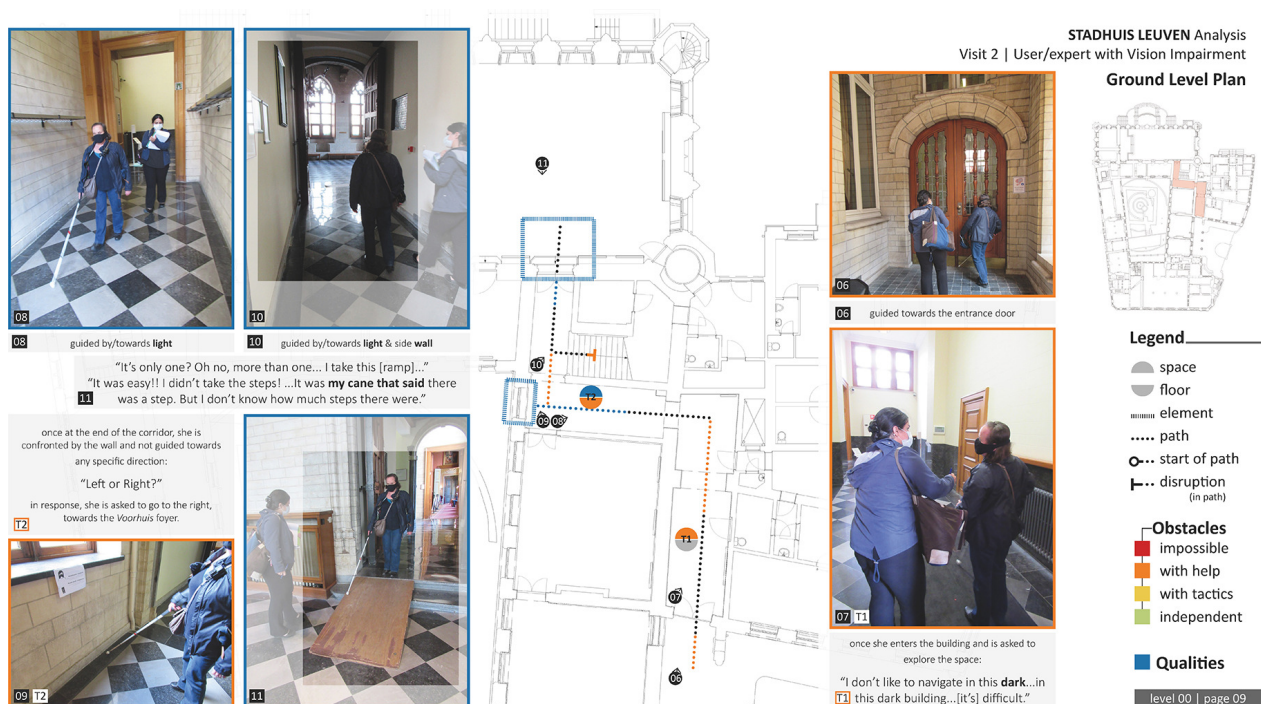 STADHUIS LEUVEN Analysis
Visit 2 | User/expert with Vision Impairment
Ground Level Plan
08
08
guided by/towards light
10
10
guided by/towards light & side wall
"It's only one? Oh no, more than one... I take this [ramp]..."
"It was easy!! I didn't take the steps! ...It was my cane that said there
11
was a step. But I don't know how much steps there were."
once at the end of the corridor, she is
confronted by the wall and not guided towards
any specific direction:
"Left or Right?"
in response, she is asked to go to the right,
towards the Voorhuis foyer.
T2
09 T2
11
11
10
T2
09
08
T1
07
06
06
06
guided towards the entrance door
07 T1
once she enters the building and is asked to
explore the space:
"I don't like to navigate in this dark...in
T1
this dark building...[it's] difficult."
Legend
space
floor
element
path
start of path
disruption
(in path)
Obstacles
impossible
with help
with tactics
independent
Qualities
level 00 | page 09